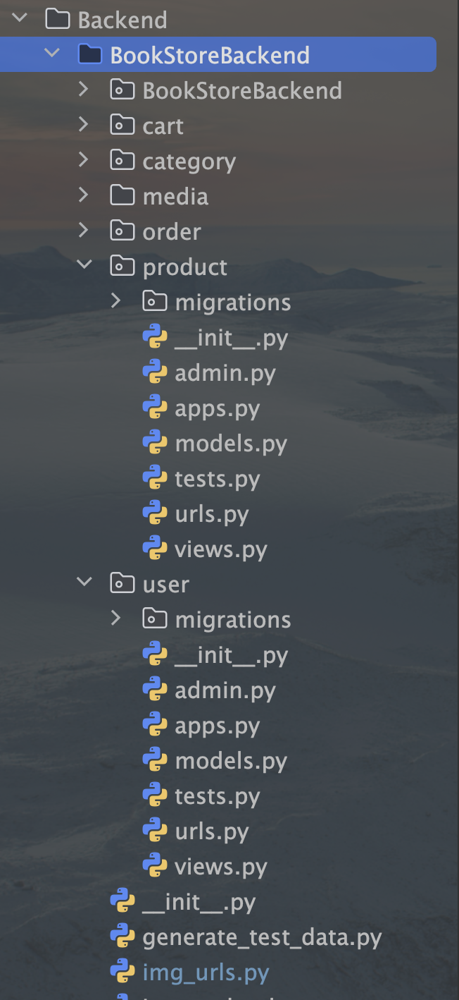 Backend
BookStoreBackend
BookStoreBackend
cart
category
media
order
product
migrations
__init__.py
admin.py
apps.py
models.py
tests.py
urls.py
views.py
user
migrations
__init__.py
admin.py
apps.py
models.py
tests.py
urls.py
views.py
__init__.py
generate_test_data.py
img_urls.py